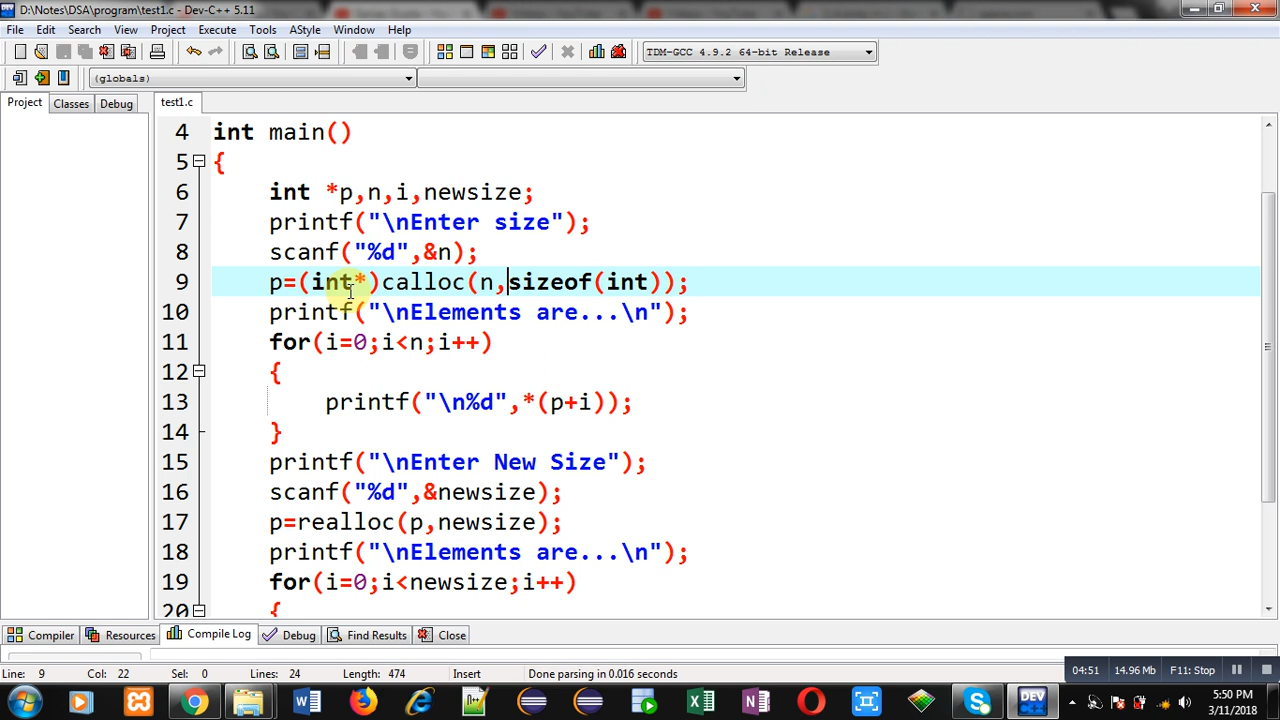 D:\Notes\DSA\program\test1.c - Dev-C++ 5.11
File Edit Search View Project Execute Tools AStyle Window Help
TDM-GCC 4.9.2 64-bit Release
(globals)
Project Classes Debug test1.c
4 int main()
5 {
6 int *p,n,i,newsize;
7 printf("\nEnter size");
8 scanf("%d",&n);
9 p=(int*)calloc(n,sizeof(int));
10 printf("\nElements are...\n");
11 for(i=0;i<n;i++)
12 {
13 printf("\n%d",*(p+i));
14 }
15 printf("\nEnter New Size");
16 scanf("%d",&newsize);
17 p=realloc(p,newsize);
18 printf("\nElements are...\n");
19 for(i=0;i<newsize;i++)
20 {
Compiler Resources Compile Log Debug Find Results Close
Line: 9 Col: 22 Sel: 0 Lines: 24 Length: 474 Insert Done parsing in 0.016 seconds
04:51 14.96 Mb F11: Stop
5:50 PM
3/11/2018